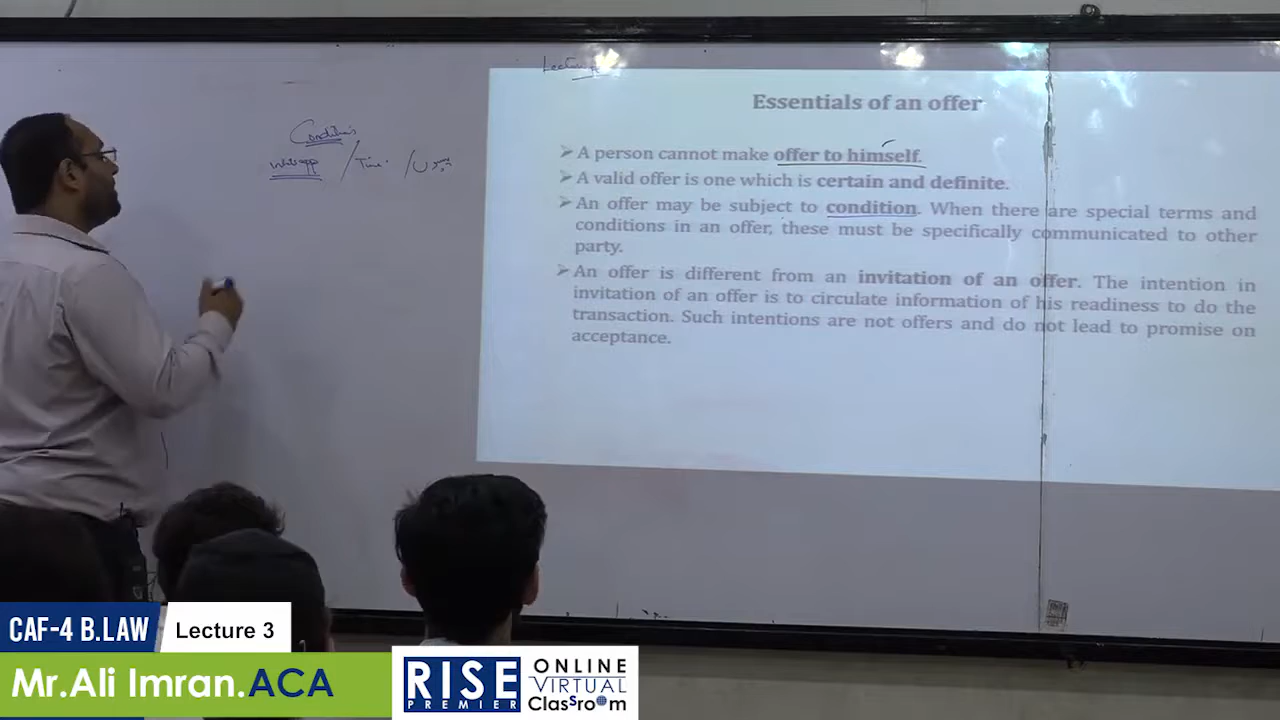 Lecture
Essentials of an offer
Conditions
whatsapp / Time /
➢ A person cannot make offer to himself.
➢ A valid offer is one which is certain and definite.
➢ An offer may be subject to condition. When there are special terms and
conditions in an offer, these must be specifically communicated to other
party.
➢ An offer is different from an invitation of an offer. The intention in
invitation of an offer is to circulate information of his readiness to do the
transaction. Such intentions are not offers and do not lead to promise on
acceptance.
CAF-4 B.LAW
Lecture 3
Mr.Ali Imran.ACA
RISE
PREMIER
ONLINE
VIRTUAL
Classroom